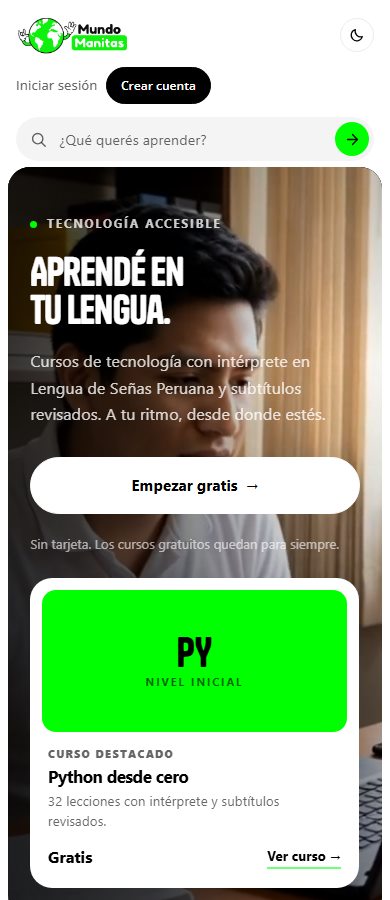 Mundo
Manitas
Iniciar sesión
Crear cuenta
¿Qué querés aprender?
TECNOLOGÍA ACCESIBLE
APRENDÉ EN
TU LENGUA.
Cursos de tecnología con intérprete en
Lengua de Señas Peruana y subtítulos
revisados. A tu ritmo, desde donde estés.
Empezar gratis →
Sin tarjeta. Los cursos gratuitos quedan para siempre.
PY
NIVEL INICIAL
CURSO DESTACADO
Python desde cero
32 lecciones con intérprete y subtítulos
revisados.
Gratis
Ver curso →